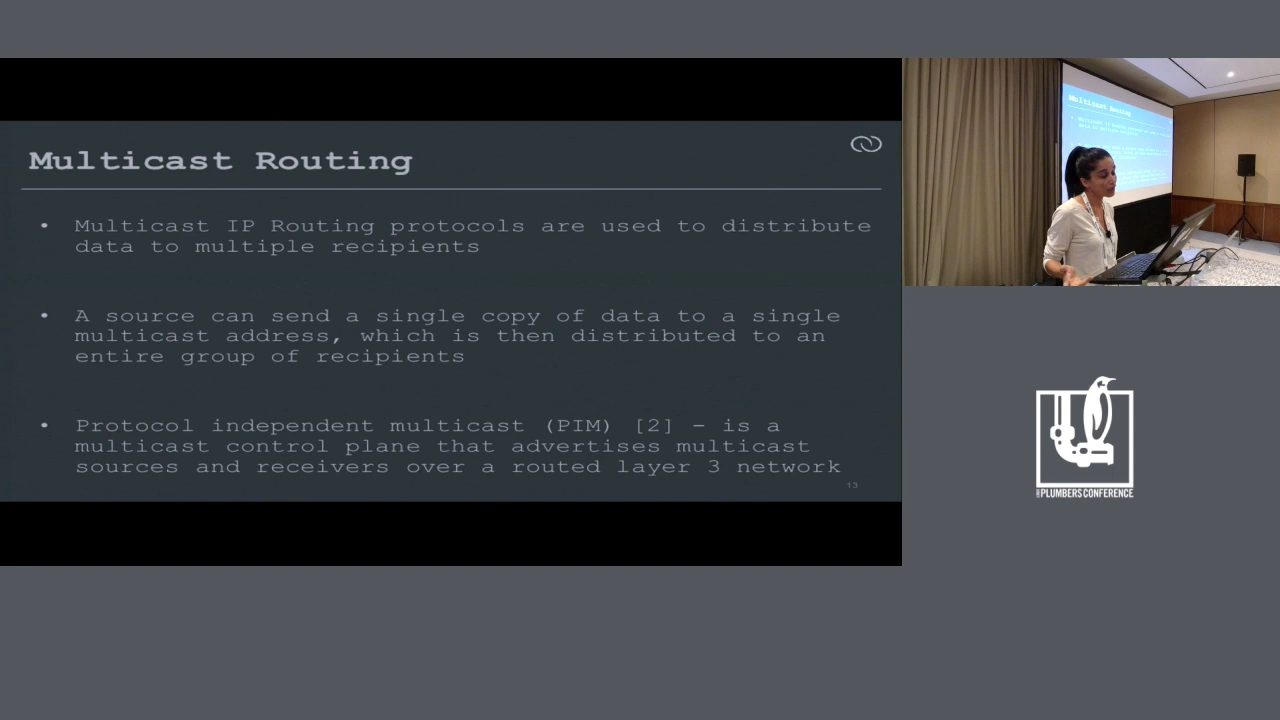 Multicast Routing
• Multicast IP Routing protocols are used to distribute
data to multiple recipients
• A source can send a single copy of data to a single
multicast address, which is then distributed to an
entire group of recipients
• Protocol independent multicast (PIM) [2] – is a
multicast control plane that advertises multicast
sources and receivers over a routed layer 3 network
13
Multicast Routing
PLUMBERS CONFERENCE